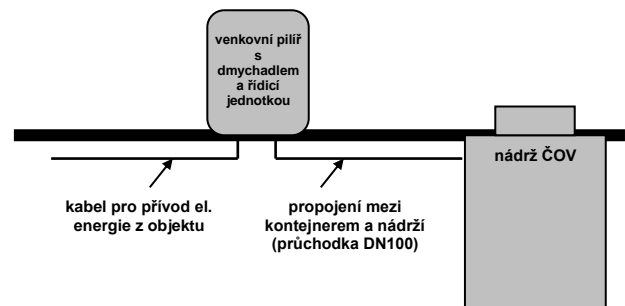 venkovní pilíř
s
dmychadlem
a řídicí
jednotkou
nádrž ČOV
kabel pro přívod el.
energie z objektu
propojení mezi
kontejnerem a nádrží
(průchodka DN100)